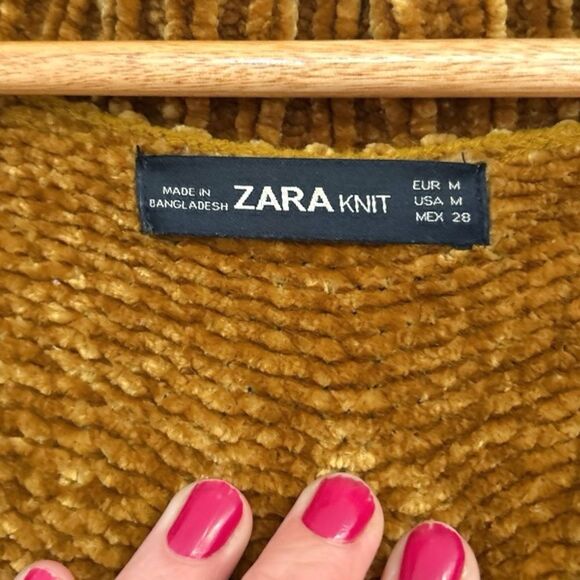 MADE IN
BANGLADESH
ZARA KNIT
EUR M
USA M
MEX 28